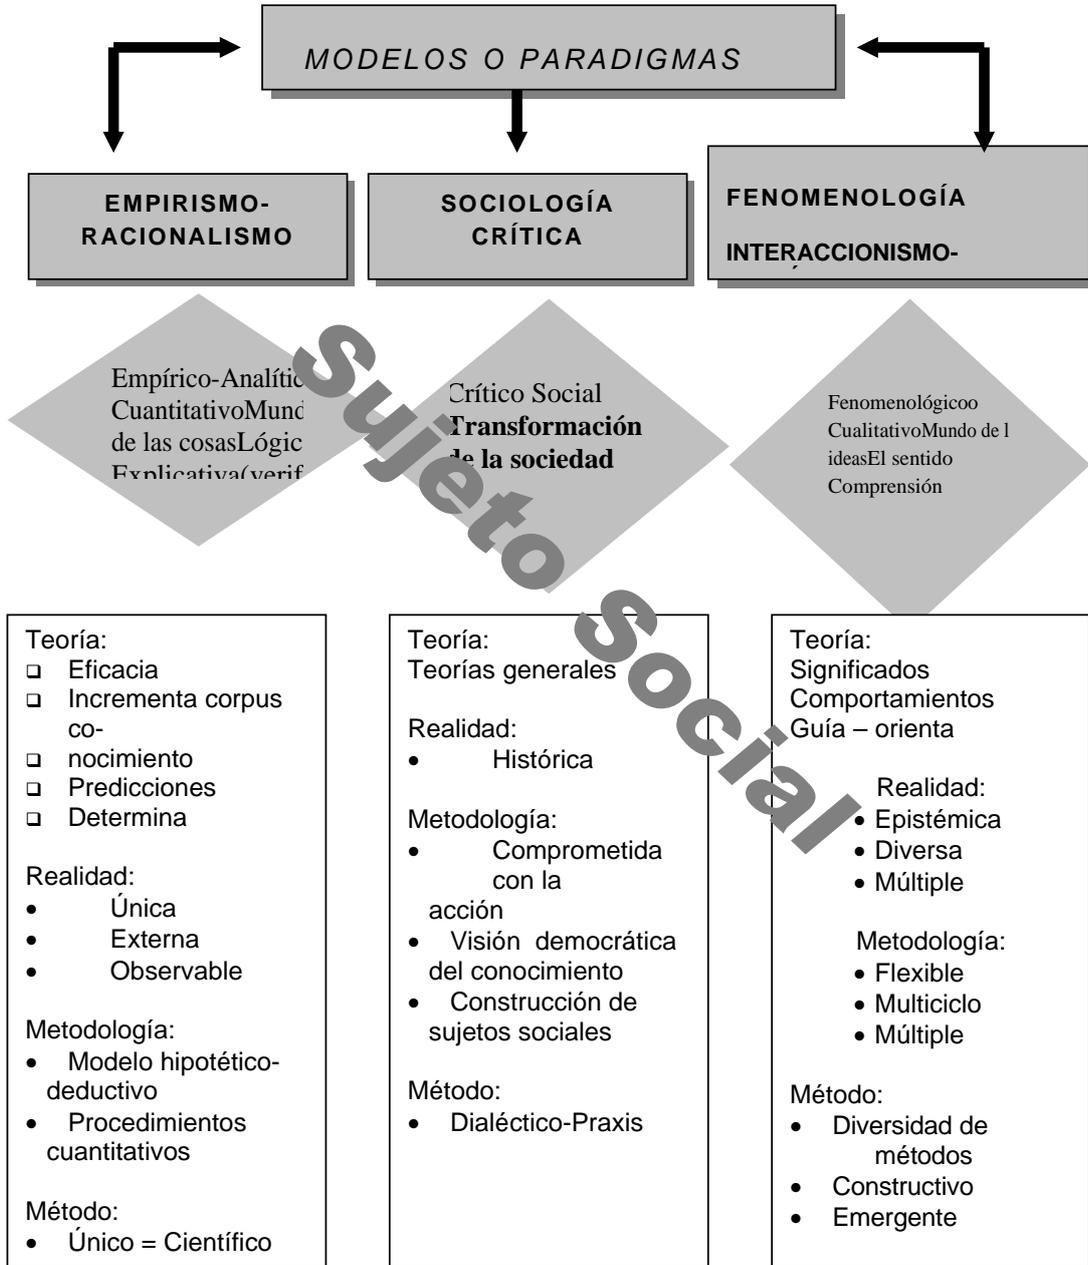 MODELOS O PARADIGMAS
EMPIRISMO-
RACIONALISMO
SOCIOLOGÍA
CRÍTICA
FENOMENOLOGÍA
INTERACCIONISMO-
Empírico-Analític
CuantitativoMund
de las cosasLógic
Explicativa(verif
Crítico Social
Transformación
de la sociedad
Fenomenológicoo
CualitativoMundo de l
ideasEl sentido
Comprensión
Sujeto Social
Teoría:
❑ Eficacia
❑ Incrementa corpus
co-
❑ nocimiento
❑ Predicciones
❑ Determina
Realidad:
• Única
• Externa
• Observable
Metodología:
• Modelo hipotético-
deductivo
• Procedimientos
cuantitativos
Método:
• Único = Científico
Teoría:
Teorías generales
Realidad:
• Histórica
Metodología:
• Comprometida
con la
acción
• Visión democrática
del conocimiento
• Construcción de
sujetos sociales
Método:
• Dialéctico-Praxis
Teoría:
Significados
Comportamientos
Guía – orienta
Realidad:
• Epistémica
• Diversa
• Múltiple
Metodología:
• Flexible
• Multiciclo
• Múltiple
Método:
• Diversidad de
métodos
• Constructivo
• Emergente